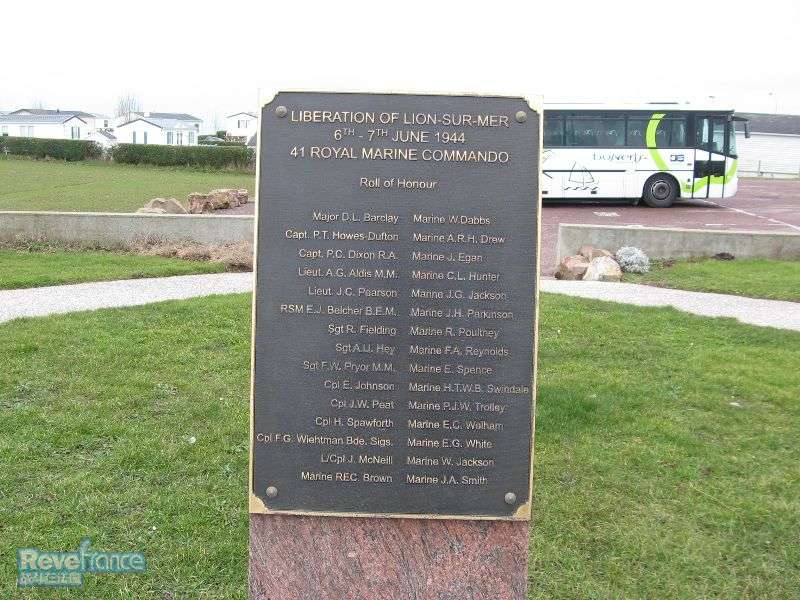 LIBERATION OF LION-SUR-MER
6TH - 7TH JUNE 1944
41 ROYAL MARINE COMMANDO
Roll of Honour
Major D.L. Barclay Marine W.Dabbs
Capt. P.T. Howes-Dufton Marine A.R.H. Drew
Capt. P.C. Dixon R.A. Marine J. Egan
Lieut. A.G. Aldis M.M. Marine C.L. Hunter
Lieut. J.C. Pearson Marine J.G. Jackson
RSM E.J. Belcher B.E.M. Marine J.H. Parkinson
Sgt R. Fielding Marine R. Poultney
Sgt A.U. Hey Marine F.A. Reynolds
Sgt F.W. Pryor M.M. Marine E. Spence
Cpl E. Johnson Marine H.T.W.B. Swindale
Cpl J.W. Peat Marine P.J.W. Trolley
Cpl H. Spawforth Marine E.C. Welham
Cpl F.G. Wiehtman Bde. Sigs. Marine E.G. White
L/Cpl J. McNeill Marine W. Jackson
Marine REC. Brown Marine J.A. Smith
Revefrance